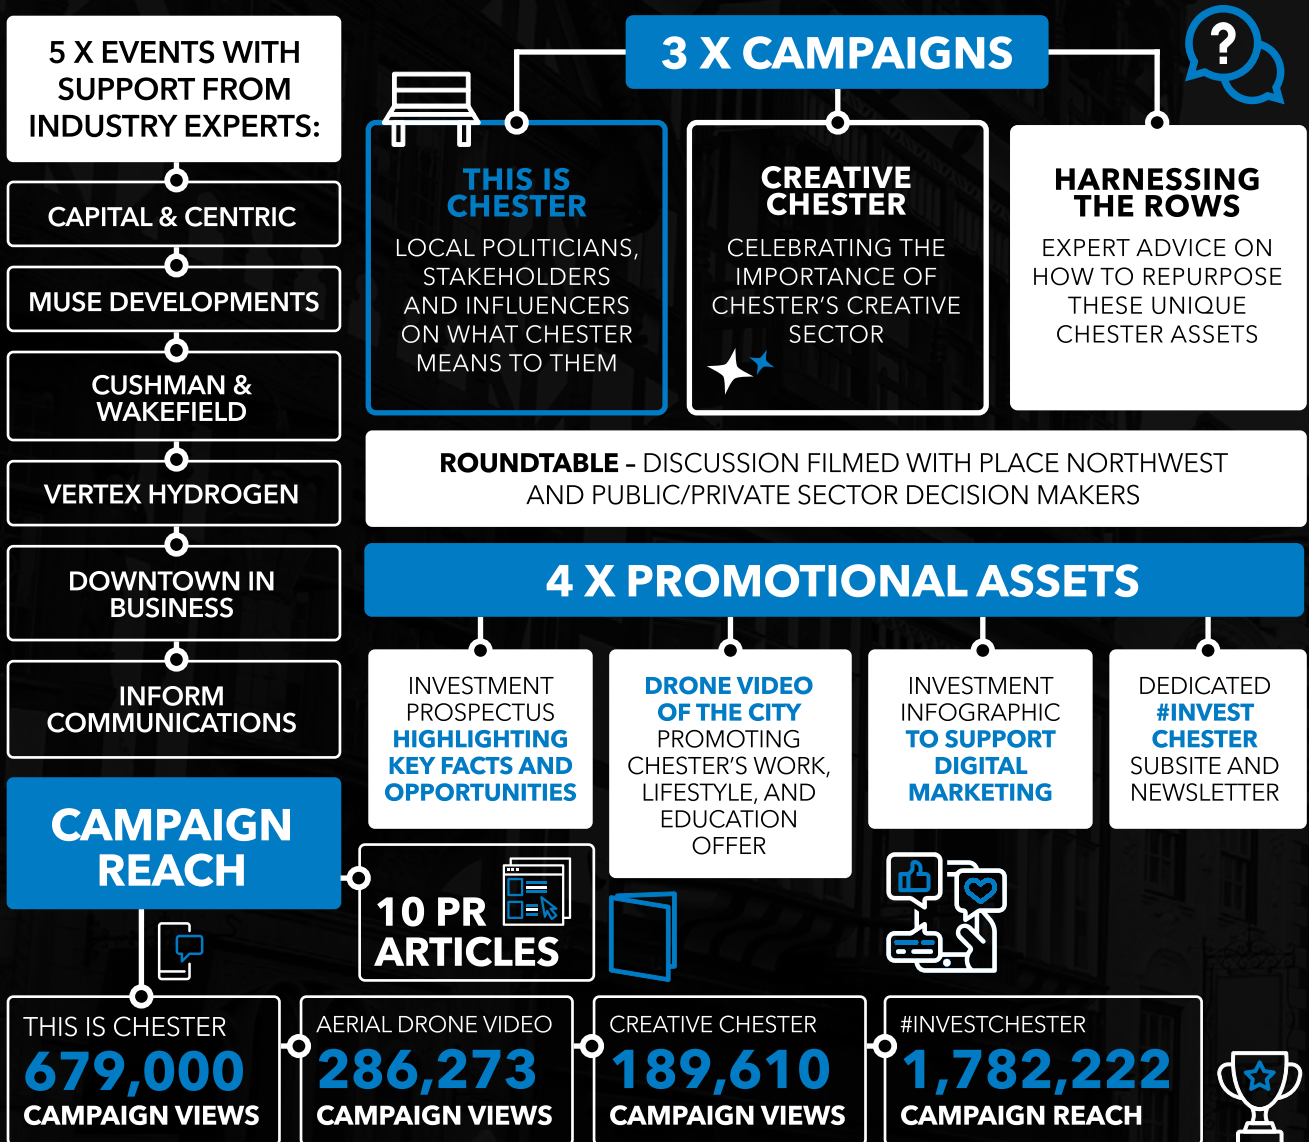 5 X EVENTS WITH
SUPPORT FROM
INDUSTRY EXPERTS:
CAPITAL & CENTRIC
MUSE DEVELOPMENTS
CUSHMAN &
WAKEFIELD
VERTEX HYDROGEN
DOWNTOWN IN
BUSINESS
INFORM
COMMUNICATIONS
3 X CAMPAIGNS
?
THIS IS
CHESTER
LOCAL POLITICIANS,
STAKEHOLDERS
AND INFLUENCERS
ON WHAT CHESTER
MEANS TO THEM
CREATIVE
CHESTER
CELEBRATING THE
IMPORTANCE OF
CHESTER'S CREATIVE
SECTOR
HARNESSING
THE ROWS
EXPERT ADVICE ON
HOW TO REPURPOSE
THESE UNIQUE
CHESTER ASSETS
ROUNDTABLE – DISCUSSION FILMED WITH PLACE NORTHWEST
AND PUBLIC/PRIVATE SECTOR DECISION MAKERS
4 X PROMOTIONAL ASSETS
INVESTMENT
PROSPECTUS
HIGHLIGHTING
KEY FACTS AND
OPPORTUNITIES
DRONE VIDEO
OF THE CITY
PROMOTING
CHESTER'S WORK,
LIFESTYLE, AND
EDUCATION
OFFER
INVESTMENT
INFOGRAPHIC
TO SUPPORT
DIGITAL
MARKETING
DEDICATED
#INVEST
CHESTER
SUBSITE AND
NEWSLETTER
CAMPAIGN
REACH
10 PR
ARTICLES
THIS IS CHESTER
679,000
CAMPAIGN VIEWS
AERIAL DRONE VIDEO
286,273
CAMPAIGN VIEWS
CREATIVE CHESTER
189,610
CAMPAIGN VIEWS
#INVESTCHESTER
1,782,222
CAMPAIGN REACH